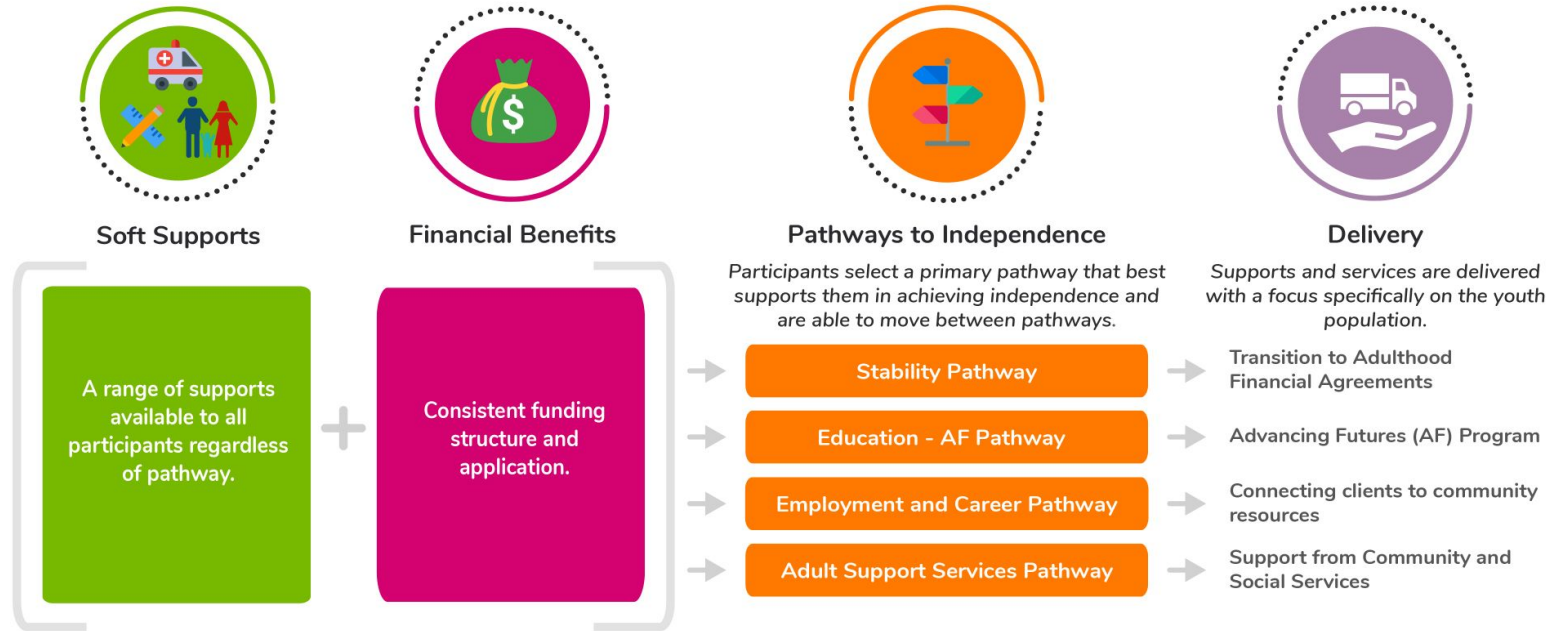 Soft Supports
A range of supports
available to all
participants regardless
of pathway.
+
Financial Benefits
$
Consistent funding
structure and
application.
Pathways to Independence
Participants select a primary pathway that best
supports them in achieving independence and
are able to move between pathways.
Stability Pathway
Education - AF Pathway
Employment and Career Pathway
Adult Support Services Pathway
Delivery
Supports and services are delivered
with a focus specifically on the youth
population.
Transition to Adulthood
Financial Agreements
Advancing Futures (AF) Program
Connecting clients to community
resources
Support from Community and
Social Services